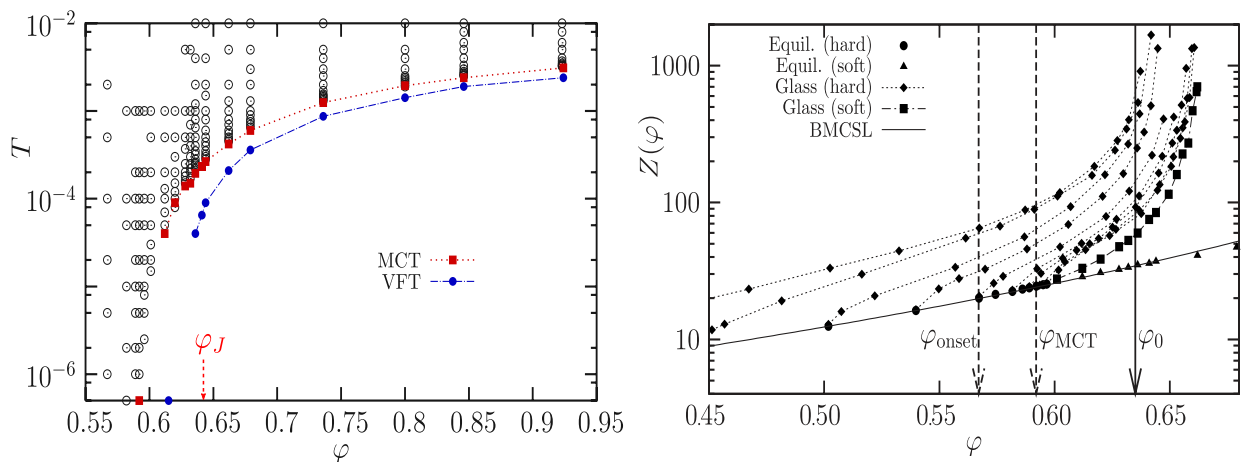 10^{-2}
10^{-4}
10^{-6}
T
MCT
VFT
φ_J
0.55 0.6 0.65 0.7 0.75 0.8 0.85 0.9 0.95
φ
1000
100
10
Z(φ)
Equil. (hard)
Equil. (soft)
Glass (hard)
Glass (soft)
BMCSL
φ_onset φ_MCT φ_0
0.45 0.50 0.55 0.60 0.65
φ